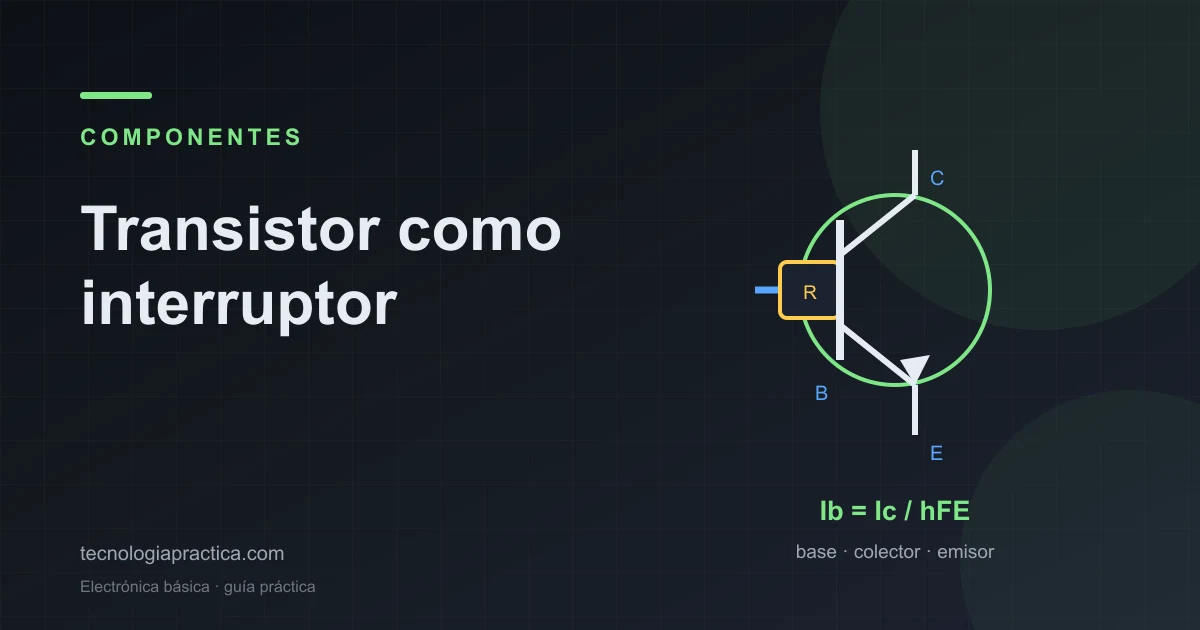 COMPONENTES
Transistor como
interruptor
C
R
B
E
Ib = Ic / hFE
base · colector · emisor
tecnologiapractica.com
Electrónica básica · guía práctica